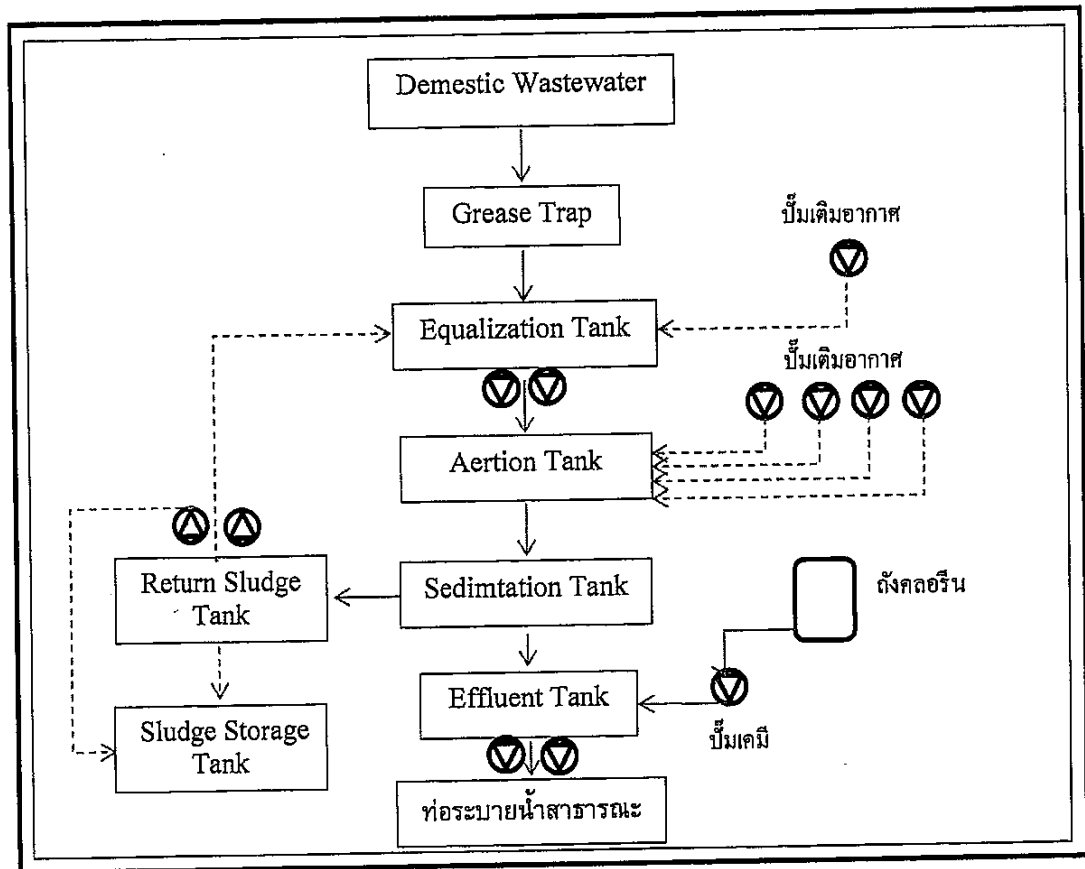 Demestic Wastewater
Grease Trap
ปั๊มเติมอากาศ
Equalization Tank
ปั๊มเติมอากาศ
Aertion Tank
Return Sludge
Tank
Sedimtation Tank
ถังคลอรีน
Effluent Tank
Sludge Storage
Tank
ปั๊มเคมี
ท่อระบายน้ำสาธารณะ